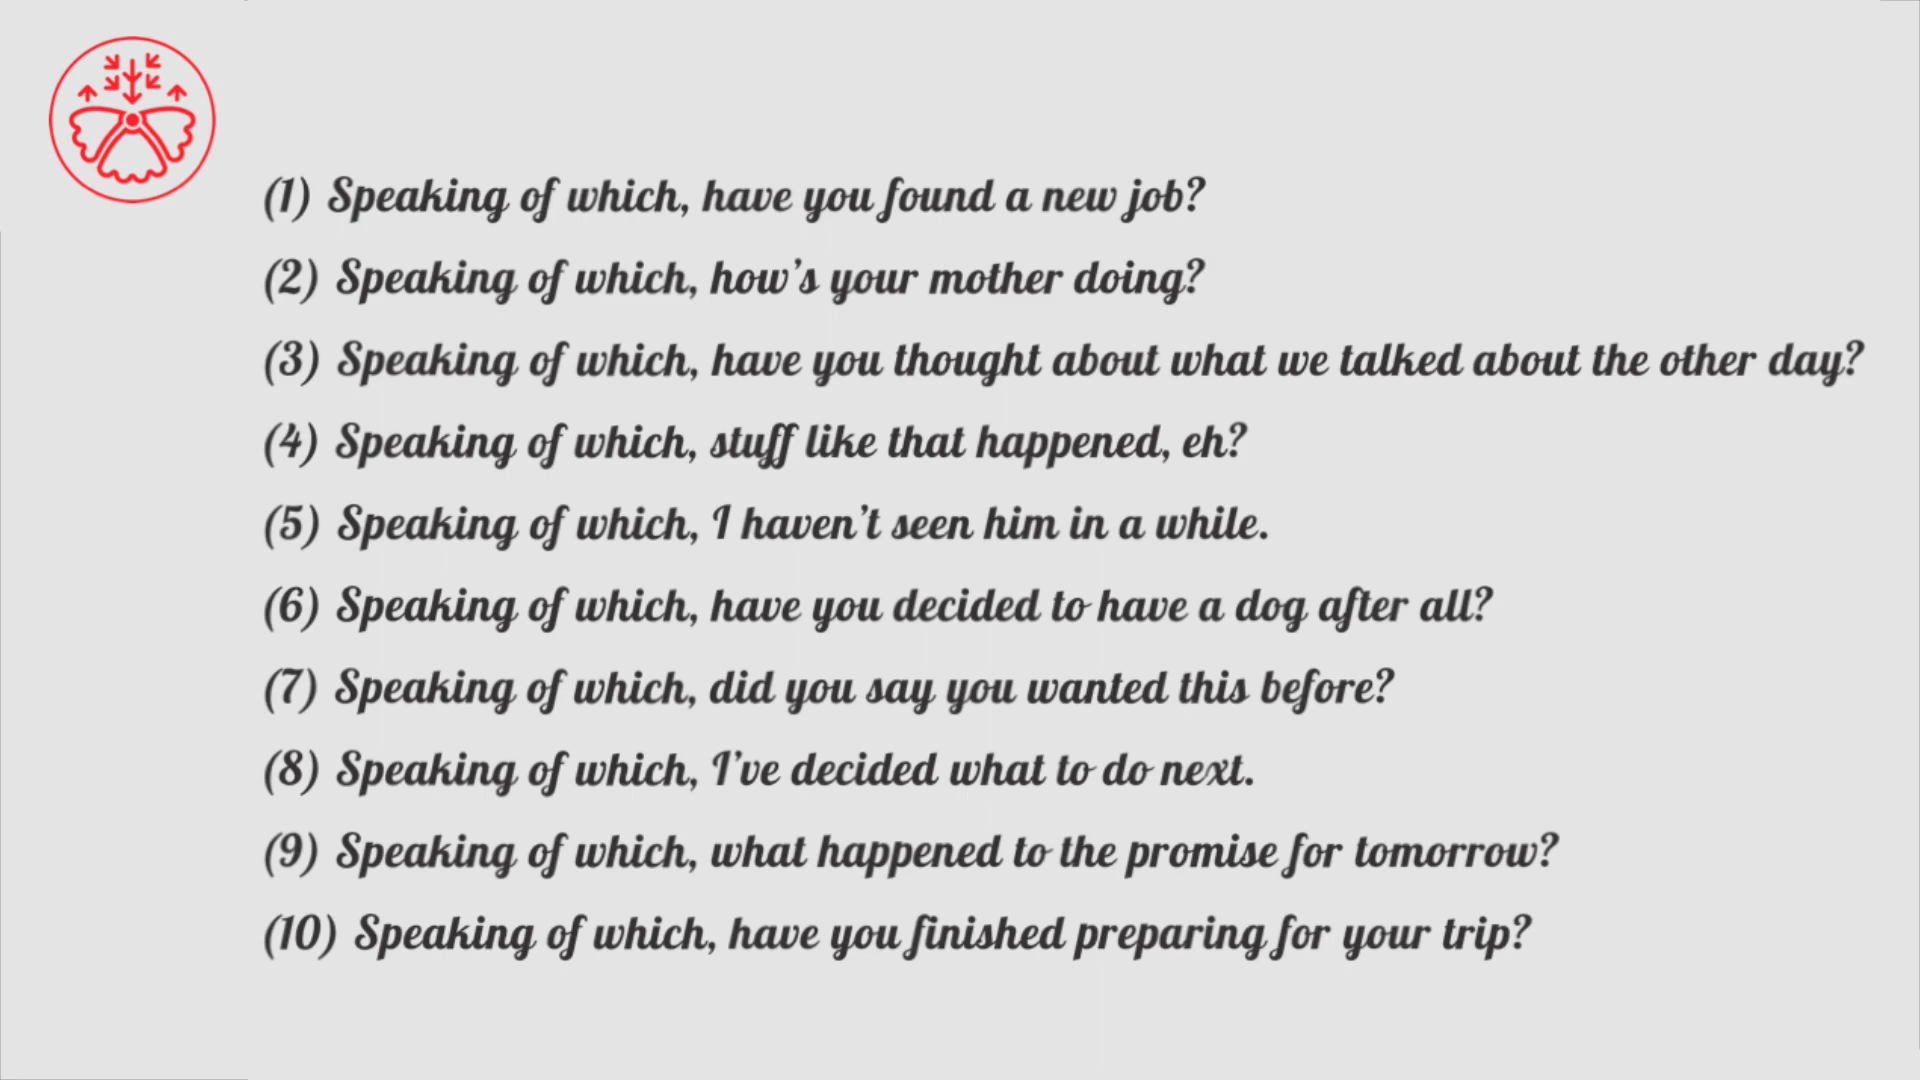 (1) Speaking of which, have you found a new job?
(2) Speaking of which, how’s your mother doing?
(3) Speaking of which, have you thought about what we talked about the other day?
(4) Speaking of which, stuff like that happened, eh?
(5) Speaking of which, I haven’t seen him in a while.
(6) Speaking of which, have you decided to have a dog after all?
(7) Speaking of which, did you say you wanted this before?
(8) Speaking of which, I’ve decided what to do next.
(9) Speaking of which, what happened to the promise for tomorrow?
(10) Speaking of which, have you finished preparing for your trip?